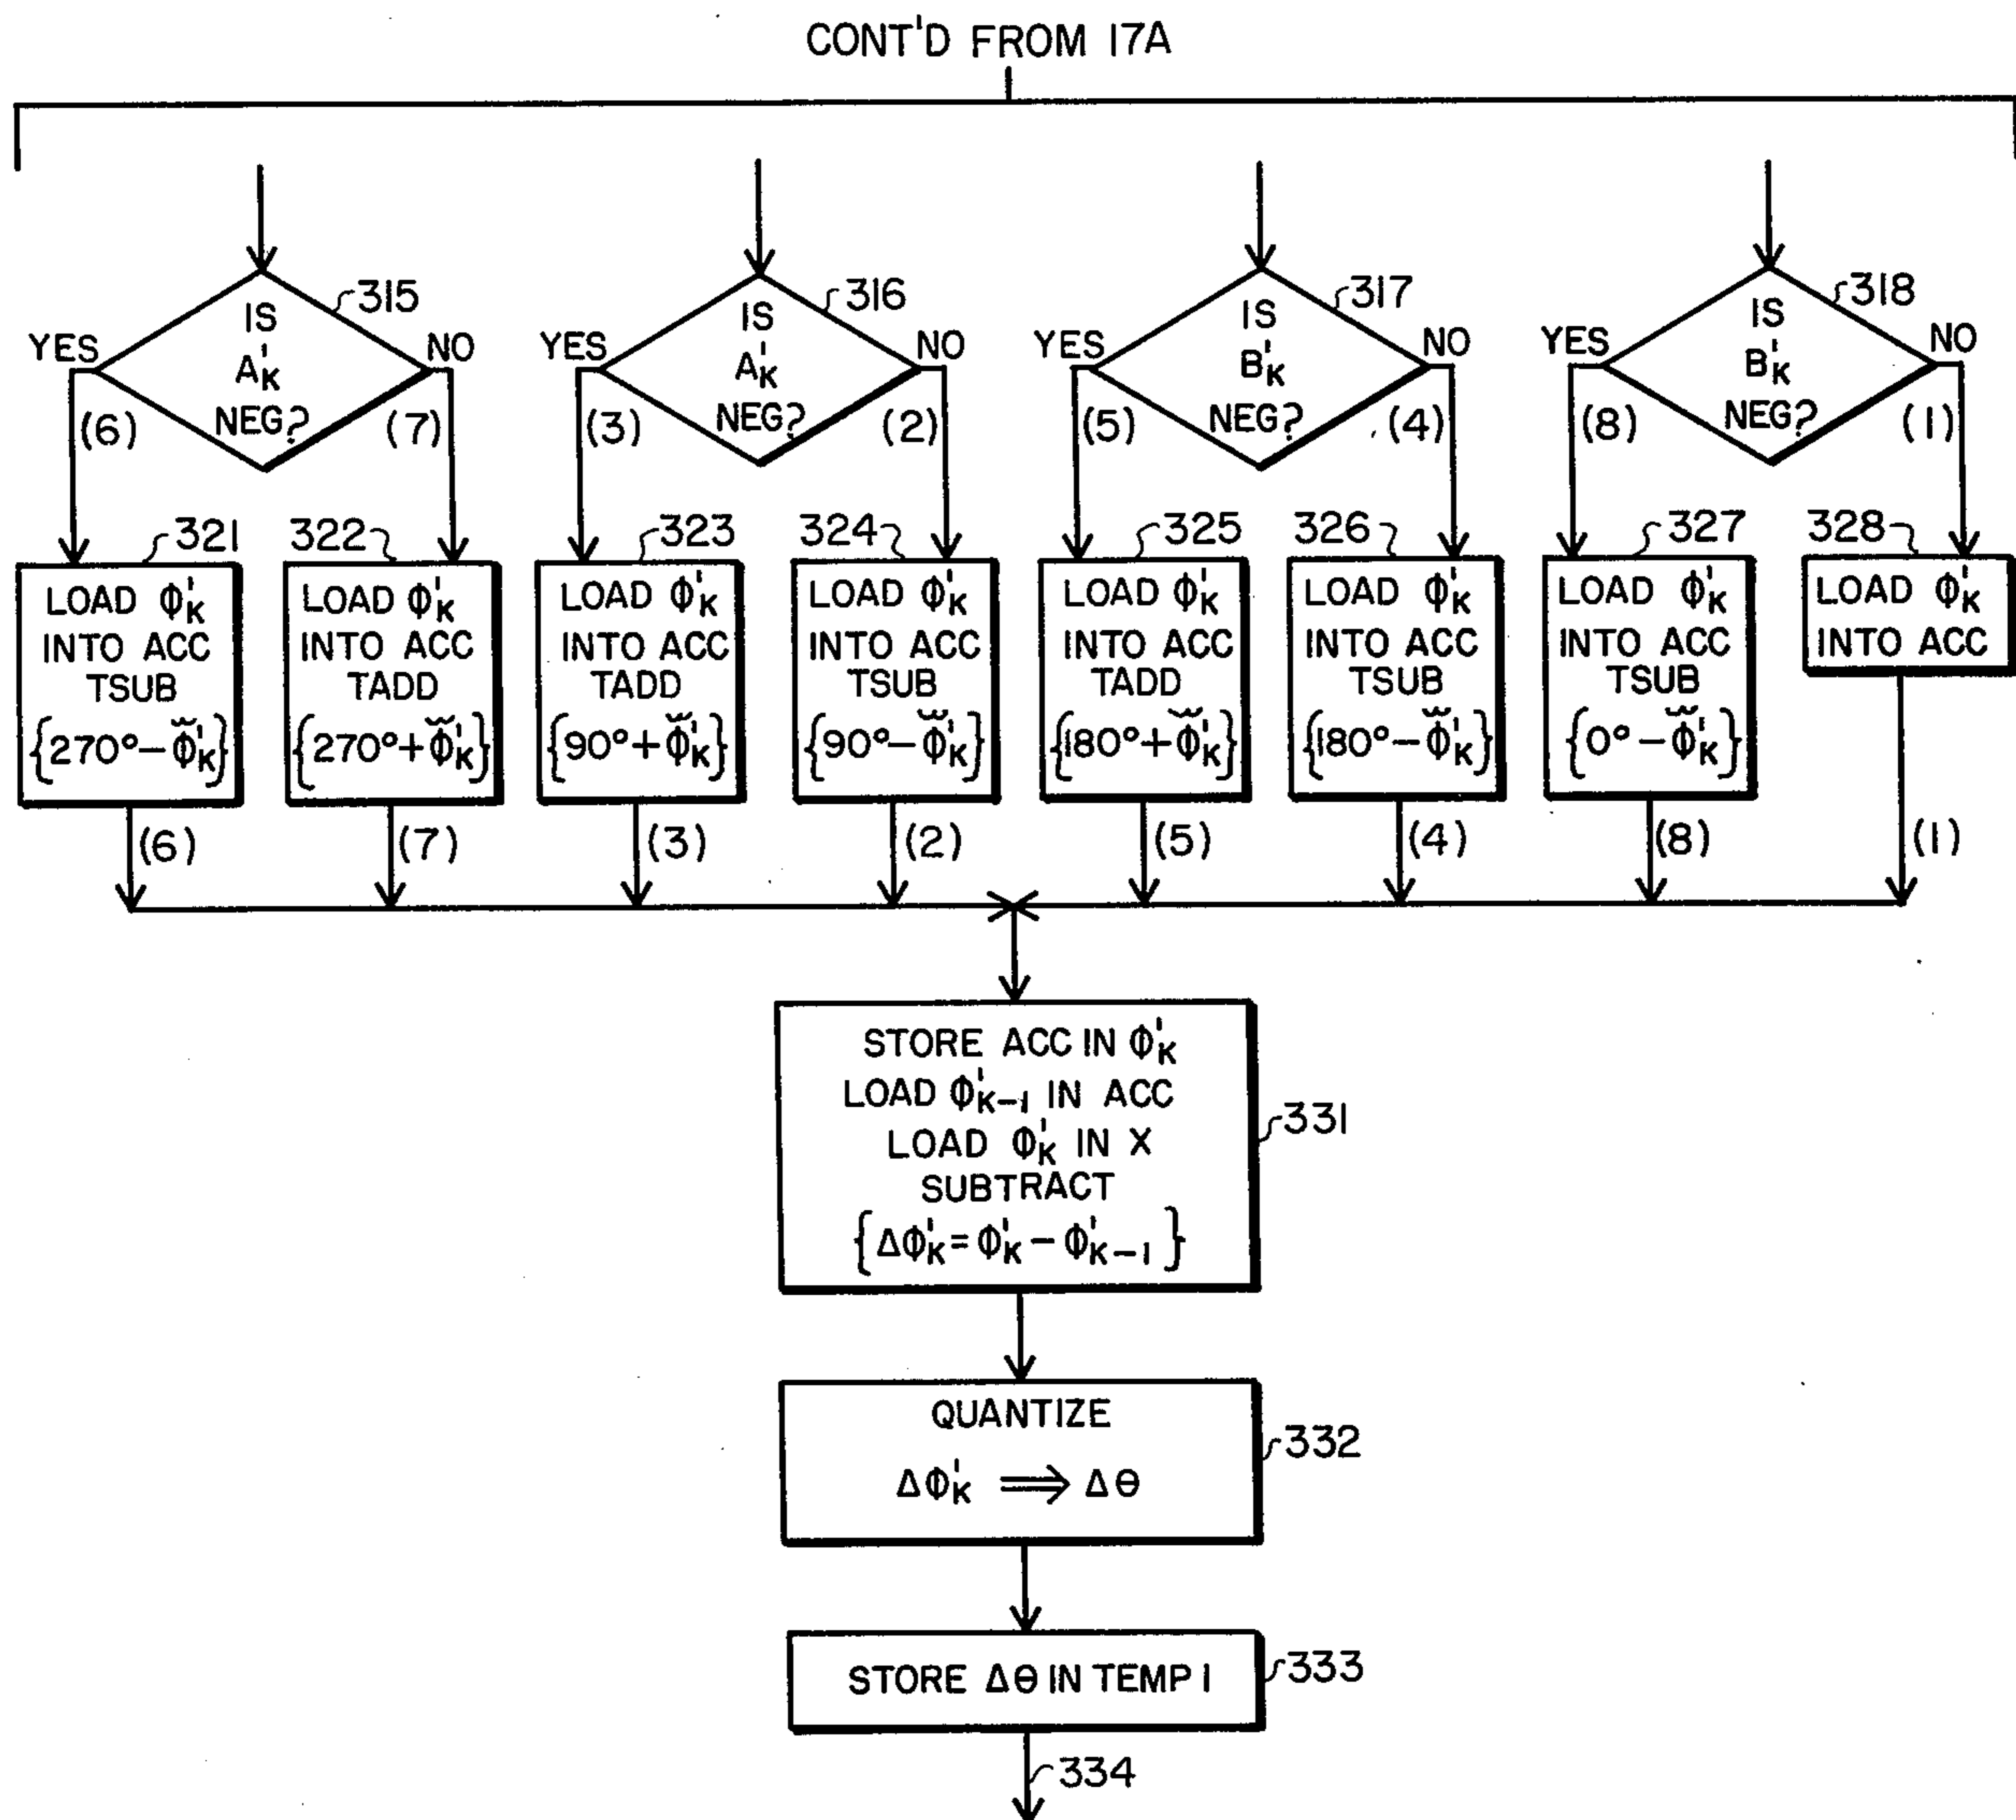 CONT'D FROM 17A
315
IS
A'K
NEG?
YES
NO
(6)
(7)
316
IS
A'K
NEG?
YES
NO
(3)
(2)
317
IS
B'K
NEG?
YES
NO
(5)
(4)
318
IS
B'K
NEG?
YES
NO
(8)
(1)
321
LOAD Φ'K
INTO ACC
TSUB
{270°-Φ̃'K}
322
LOAD Φ'K
INTO ACC
TADD
{270°+Φ̃'K}
323
LOAD Φ'K
INTO ACC
TADD
{90°+Φ̃'K}
324
LOAD Φ'K
INTO ACC
TSUB
{90°-Φ̃'K}
325
LOAD Φ'K
INTO ACC
TADD
{180°+Φ̃'K}
326
LOAD Φ'K
INTO ACC
TSUB
{180°-Φ̃'K}
327
LOAD Φ'K
INTO ACC
TSUB
{0°-Φ̃'K}
328
LOAD Φ'K
INTO ACC
(6)
(7)
(3)
(2)
(5)
(4)
(8)
(1)
STORE ACC IN Φ'K
LOAD Φ'K-1 IN ACC
LOAD Φ'K IN X
SUBTRACT
{ΔΦ'K=Φ'K-Φ'K-1}
331
QUANTIZE
ΔΦ'K ⟹ Δθ
332
STORE Δθ IN TEMP 1
333
334